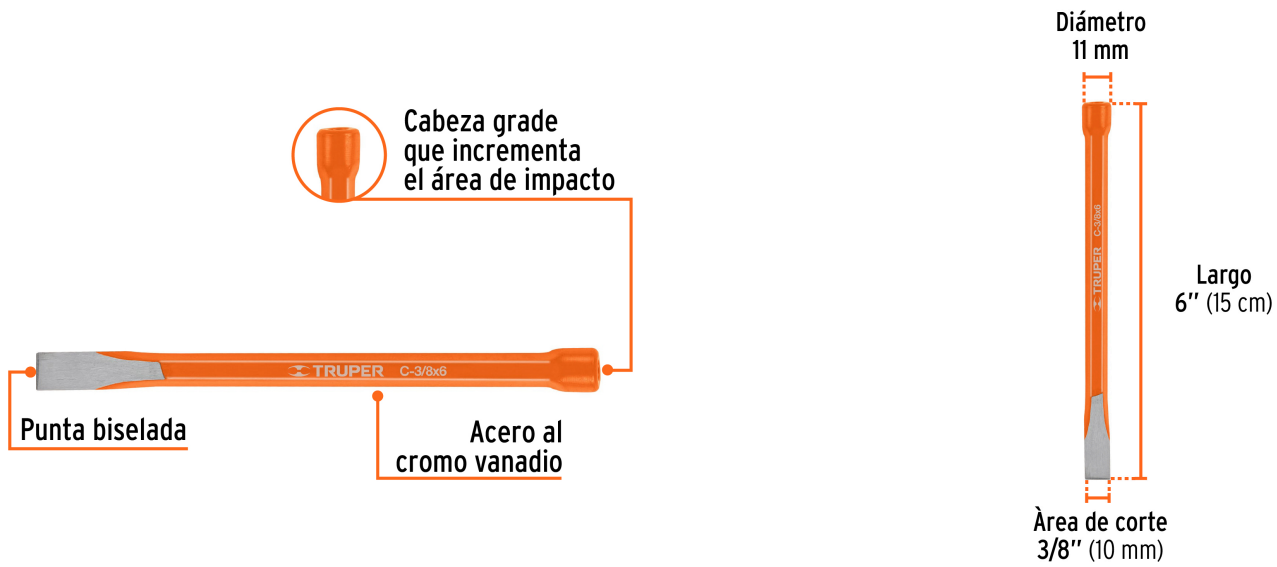 Cabeza grade
que incrementa
el área de impacto
TRUPER C-3/8x6
Punta biselada
Acero al
cromo vanadio
Diámetro
11 mm
TRUPER C-3/8x6
Largo
6’’ (15 cm)
Àrea de corte
3/8’’ (10 mm)